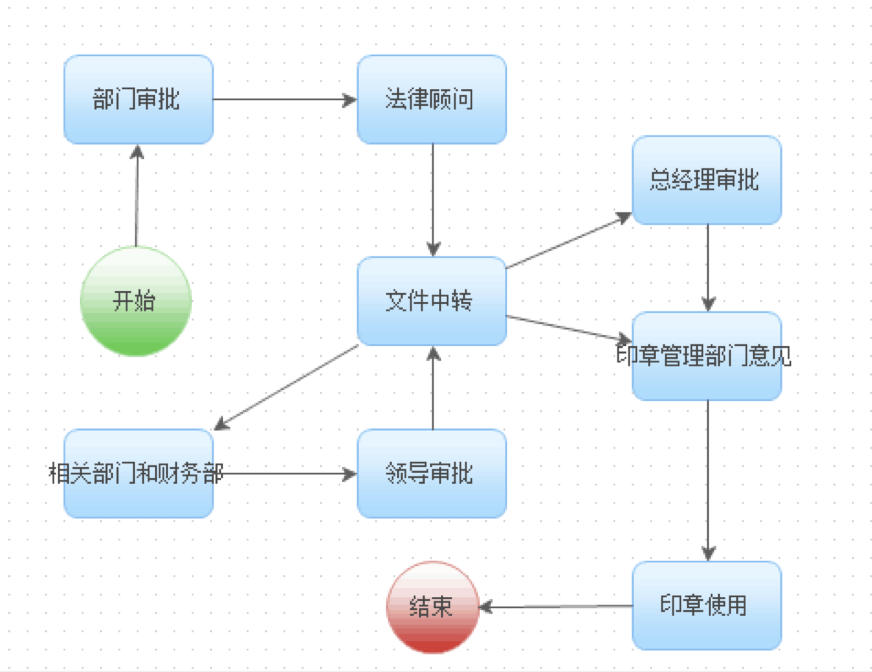 部门审批
法律顾问
总经理审批
开始
文件中转
印章管理部门意见
相关部门和财务部
领导审批
结束
印章使用